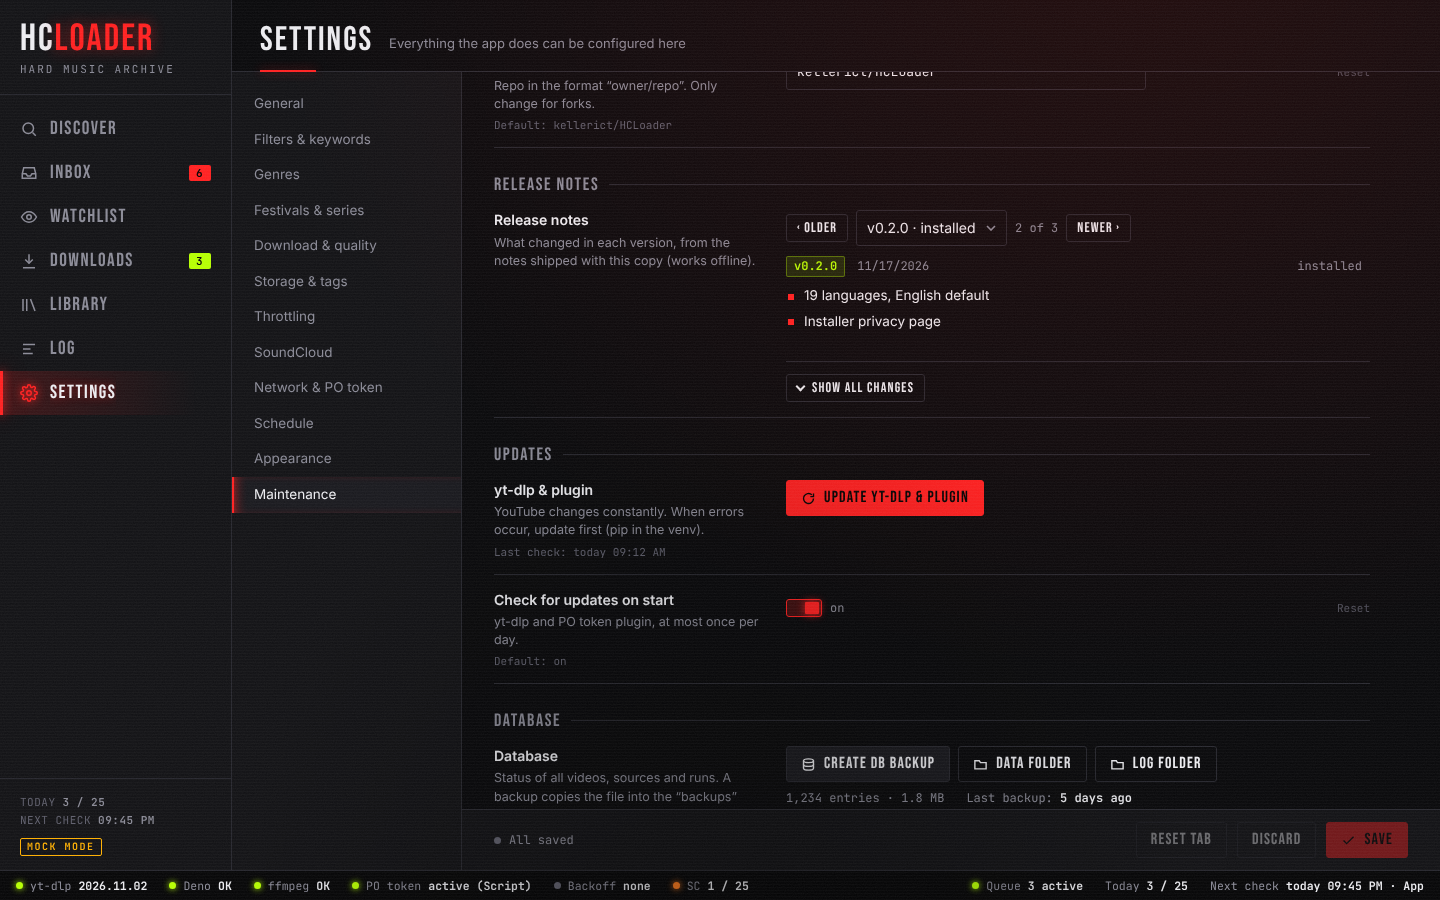 HCLOADER
HARD MUSIC ARCHIVE
DISCOVER
INBOX 6
WATCHLIST
DOWNLOADS 3
LIBRARY
LOG
SETTINGS
TODAY 3 / 25
NEXT CHECK 09:45 PM
MOCK MODE
SETTINGS Everything the app does can be configured here
General
Filters & keywords
Genres
Festivals & series
Download & quality
Storage & tags
Throttling
SoundCloud
Network & PO token
Schedule
Appearance
Maintenance
kellerict/HCLoader Reset
Repo in the format “owner/repo”. Only
change for forks.
Default: kellerict/HCLoader
RELEASE NOTES
Release notes
What changed in each version, from the
notes shipped with this copy (works offline).
‹ OLDER v0.2.0 · installed 2 of 3 NEWER ›
v0.2.0 11/17/2026 installed
19 languages, English default
Installer privacy page
SHOW ALL CHANGES
UPDATES
yt-dlp & plugin
YouTube changes constantly. When errors
occur, update first (pip in the venv).
Last check: today 09:12 AM
UPDATE YT-DLP & PLUGIN
Check for updates on start
yt-dlp and PO token plugin, at most once per
day.
Default: on
on Reset
DATABASE
Database
Status of all videos, sources and runs. A
backup copies the file into the “backups”
CREATE DB BACKUP DATA FOLDER LOG FOLDER
1,234 entries · 1.8 MB Last backup: 5 days ago
All saved RESET TAB DISCARD SAVE
yt-dlp 2026.11.02 Deno OK ffmpeg OK PO token active (Script) Backoff none SC 1 / 25 Queue 3 active Today 3 / 25 Next check today 09:45 PM · App